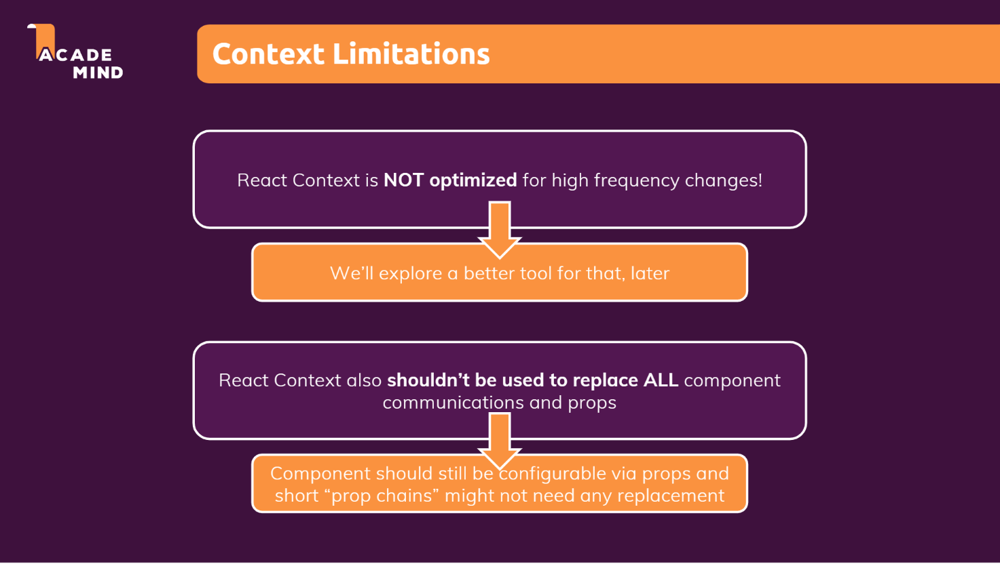 ACADE
MIND
Context Limitations
React Context is NOT optimized for high frequency changes!
We’ll explore a better tool for that, later
React Context also shouldn’t be used to replace ALL component
communications and props
Component should still be configurable via props and
short “prop chains” might not need any replacement